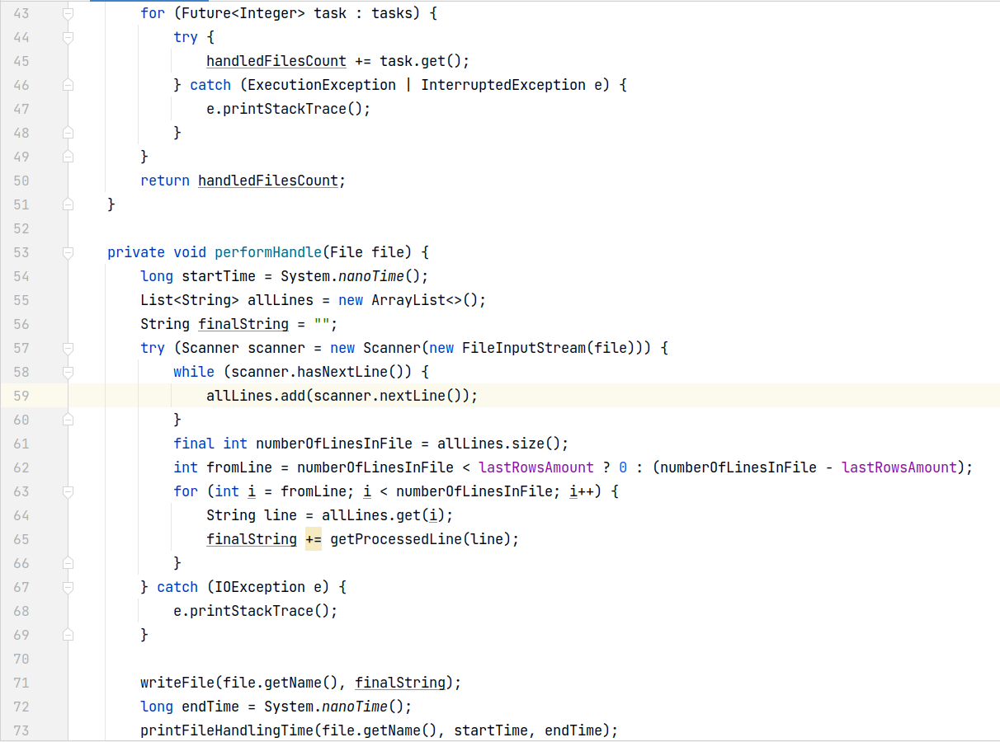 43 for (Future<Integer> task : tasks) {
44 try {
45 handledFilesCount += task.get();
46 } catch (ExecutionException | InterruptedException e) {
47 e.printStackTrace();
48 }
49 }
50 return handledFilesCount;
51 }
52
53 private void performHandle(File file) {
54 long startTime = System.nanoTime();
55 List<String> allLines = new ArrayList<>();
56 String finalString = "";
57 try (Scanner scanner = new Scanner(new FileInputStream(file))) {
58 while (scanner.hasNextLine()) {
59 allLines.add(scanner.nextLine());
60 }
61 final int numberOfLinesInFile = allLines.size();
62 int fromLine = numberOfLinesInFile < lastRowsAmount ? 0 : (numberOfLinesInFile - lastRowsAmount);
63 for (int i = fromLine; i < numberOfLinesInFile; i++) {
64 String line = allLines.get(i);
65 finalString += getProcessedLine(line);
66 }
67 } catch (IOException e) {
68 e.printStackTrace();
69 }
70
71 writeFile(file.getName(), finalString);
72 long endTime = System.nanoTime();
73 printFileHandlingTime(file.getName(), startTime, endTime);